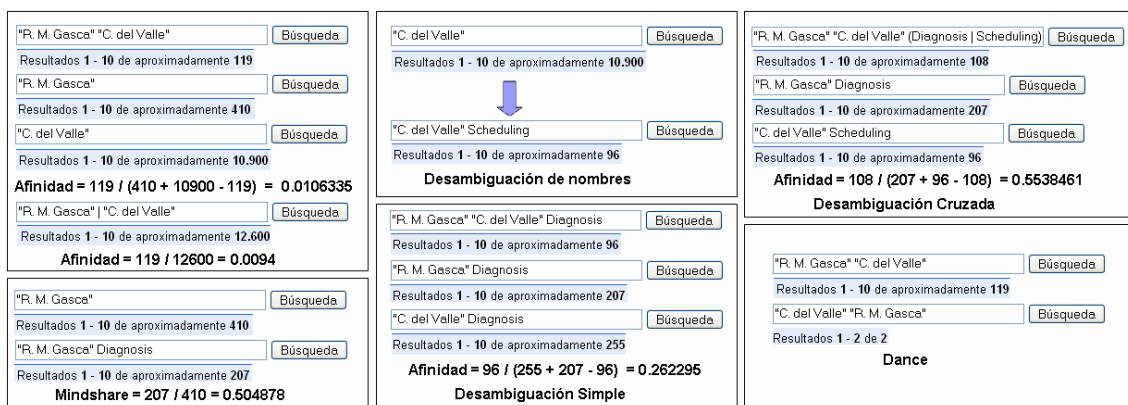 "R. M. Gasca" "C. del Valle" Búsqueda
Resultados 1 - 10 de aproximadamente 119
"R. M. Gasca" Búsqueda
Resultados 1 - 10 de aproximadamente 410
"C. del Valle" Búsqueda
Resultados 1 - 10 de aproximadamente 10.900
Afinidad = 119 / (410 + 10900 - 119) = 0.0106335
"R. M. Gasca" | "C. del Valle" Búsqueda
Resultados 1 - 10 de aproximadamente 12.600
Afinidad = 119 / 12600 = 0.0094
"R. M. Gasca" Búsqueda
Resultados 1 - 10 de aproximadamente 410
"R. M. Gasca" Diagnosis Búsqueda
Resultados 1 - 10 de aproximadamente 207
Mindshare = 207 / 410 = 0.504878
"C. del Valle" Búsqueda
Resultados 1 - 10 de aproximadamente 10.900
"C. del Valle" Scheduling Búsqueda
Resultados 1 - 10 de aproximadamente 96
Desambiguación de nombres
"R. M. Gasca" "C. del Valle" Diagnosis Búsqueda
Resultados 1 - 10 de aproximadamente 96
"R. M. Gasca" Diagnosis Búsqueda
Resultados 1 - 10 de aproximadamente 207
"C. del Valle" Diagnosis Búsqueda
Resultados 1 - 10 de aproximadamente 255
Afinidad = 96 / (255 + 207 - 96) = 0.262295
Desambiguación Simple
"R. M. Gasca" "C. del Valle" (Diagnosis | Scheduling) Búsqueda
Resultados 1 - 10 de aproximadamente 108
"R. M. Gasca" Diagnosis Búsqueda
Resultados 1 - 10 de aproximadamente 207
"C. del Valle" Scheduling Búsqueda
Resultados 1 - 10 de aproximadamente 96
Afinidad = 108 / (207 + 96 - 108) = 0.5538461
Desambiguación Cruzada
"R. M. Gasca" "C. del Valle" Búsqueda
Resultados 1 - 10 de aproximadamente 119
"C. del Valle" "R. M. Gasca" Búsqueda
Resultados 1 - 2 de 2
Dance